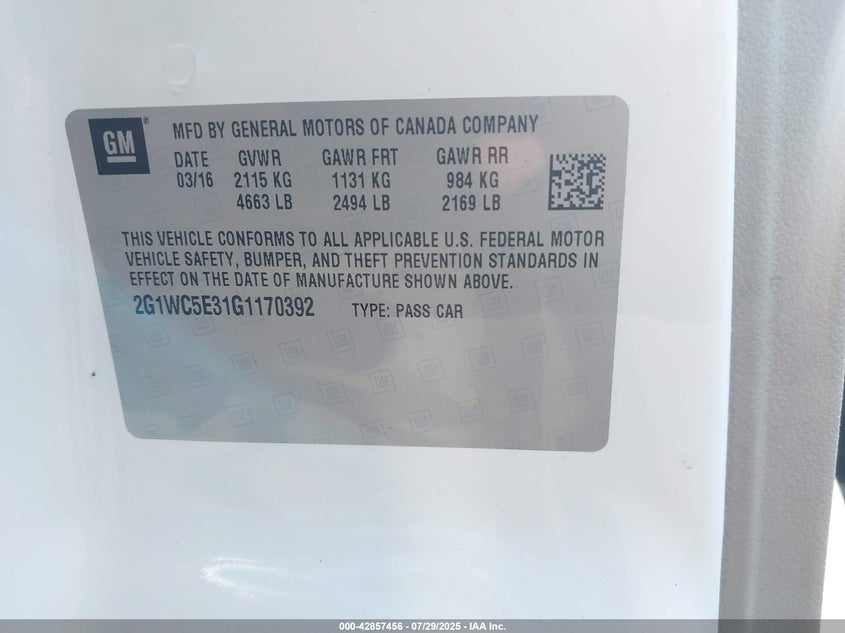 GM ®
MFD BY GENERAL MOTORS OF CANADA COMPANY
DATE GVWR GAWR FRT GAWR RR
03/16 2115 KG 1131 KG 984 KG
4663 LB 2494 LB 2169 LB
THIS VEHICLE CONFORMS TO ALL APPLICABLE U.S. FEDERAL MOTOR
VEHICLE SAFETY, BUMPER, AND THEFT PREVENTION STANDARDS IN
EFFECT ON THE DATE OF MANUFACTURE SHOWN ABOVE.
2G1WC5E31G1170392 TYPE: PASS CAR
000-42857456 - 07/29/2025 - IAA Inc.